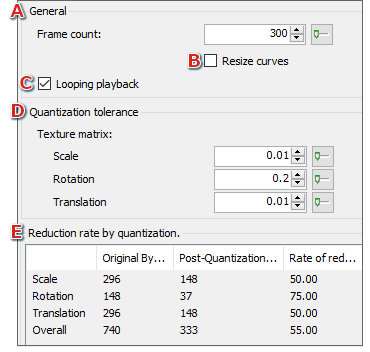 A General
Frame count: 300
B Resize curves
C Looping playback
D Quantization tolerance
Texture matrix:
Scale 0.01
Rotation 0.2
Translation 0.01
E Reduction rate by quantization.
Original By... Post-Quantization... Rate of red...
Scale 296 148 50.00
Rotation 148 37 75.00
Translation 296 148 50.00
Overall 740 333 55.00